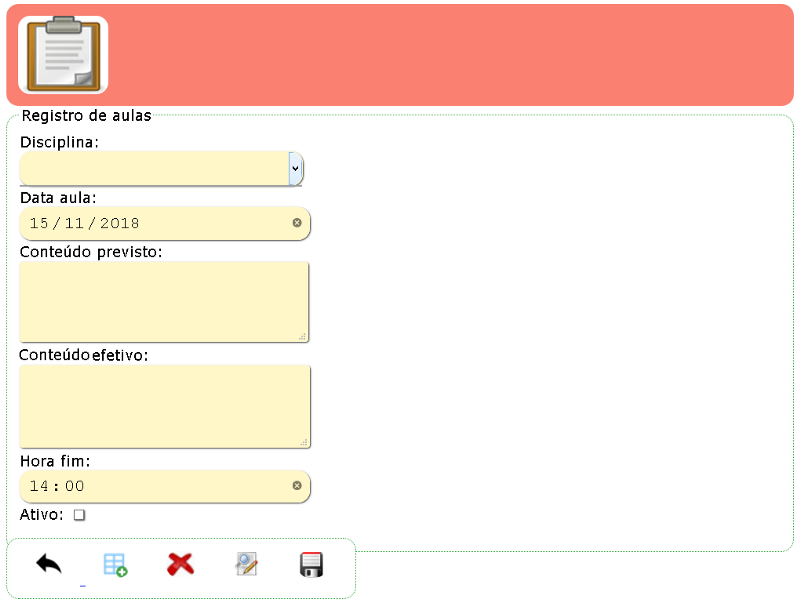 Registro de aulas
Disciplina:
Data aula:
15/11/2018
Conteúdo previsto:
Conteúdo efetivo:
Hora fim:
14:00
Ativo: